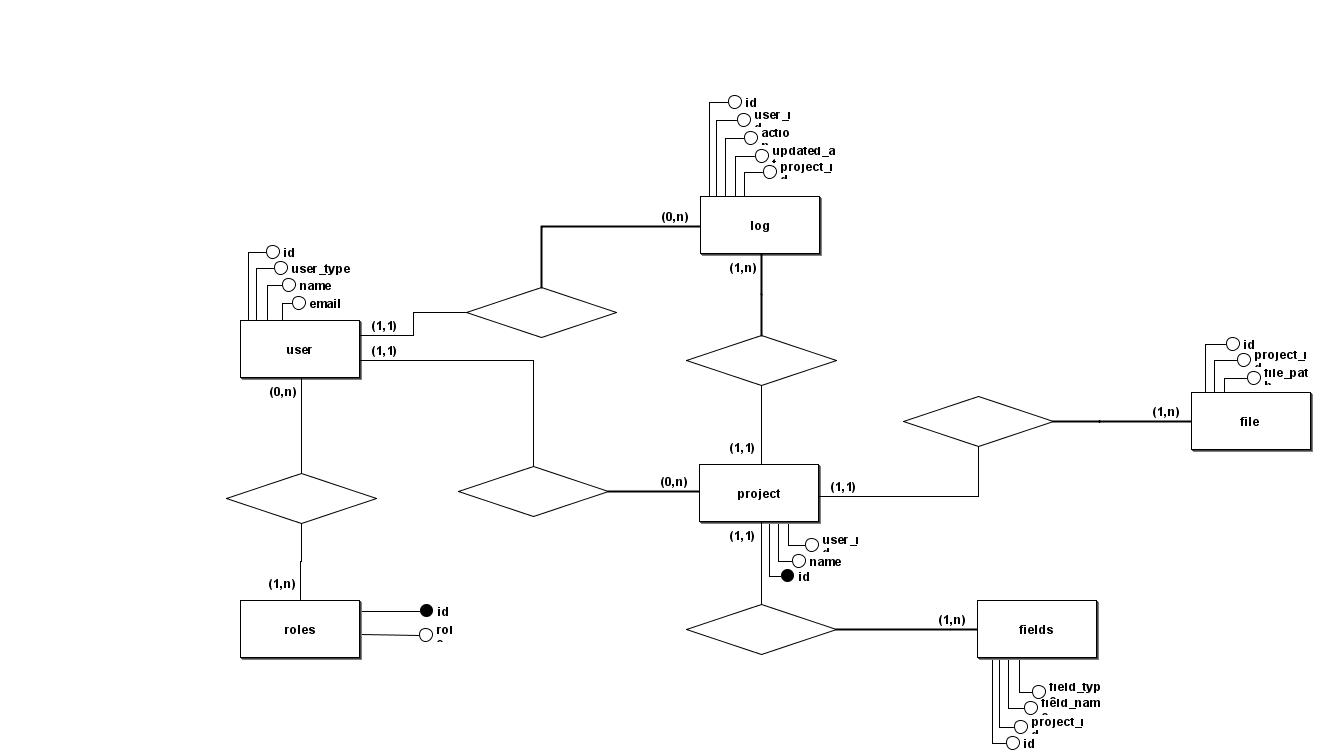 id
user_i
d
actio
n
updated_a
t
project_i
d
(0,n)
log
(1,n)
id
user_type
name
email
(1,1)
user
(1,1)
(0,n)
id
project_i
d
file_pat
h
(1,n)
file
(1,1)
(0,n)
project
(1,1)
(1,1)
user_i
d
name
id
(1,n)
roles
id
rol
e
(1,n)
fields
field_typ
e
field_nam
e
project_i
d
id